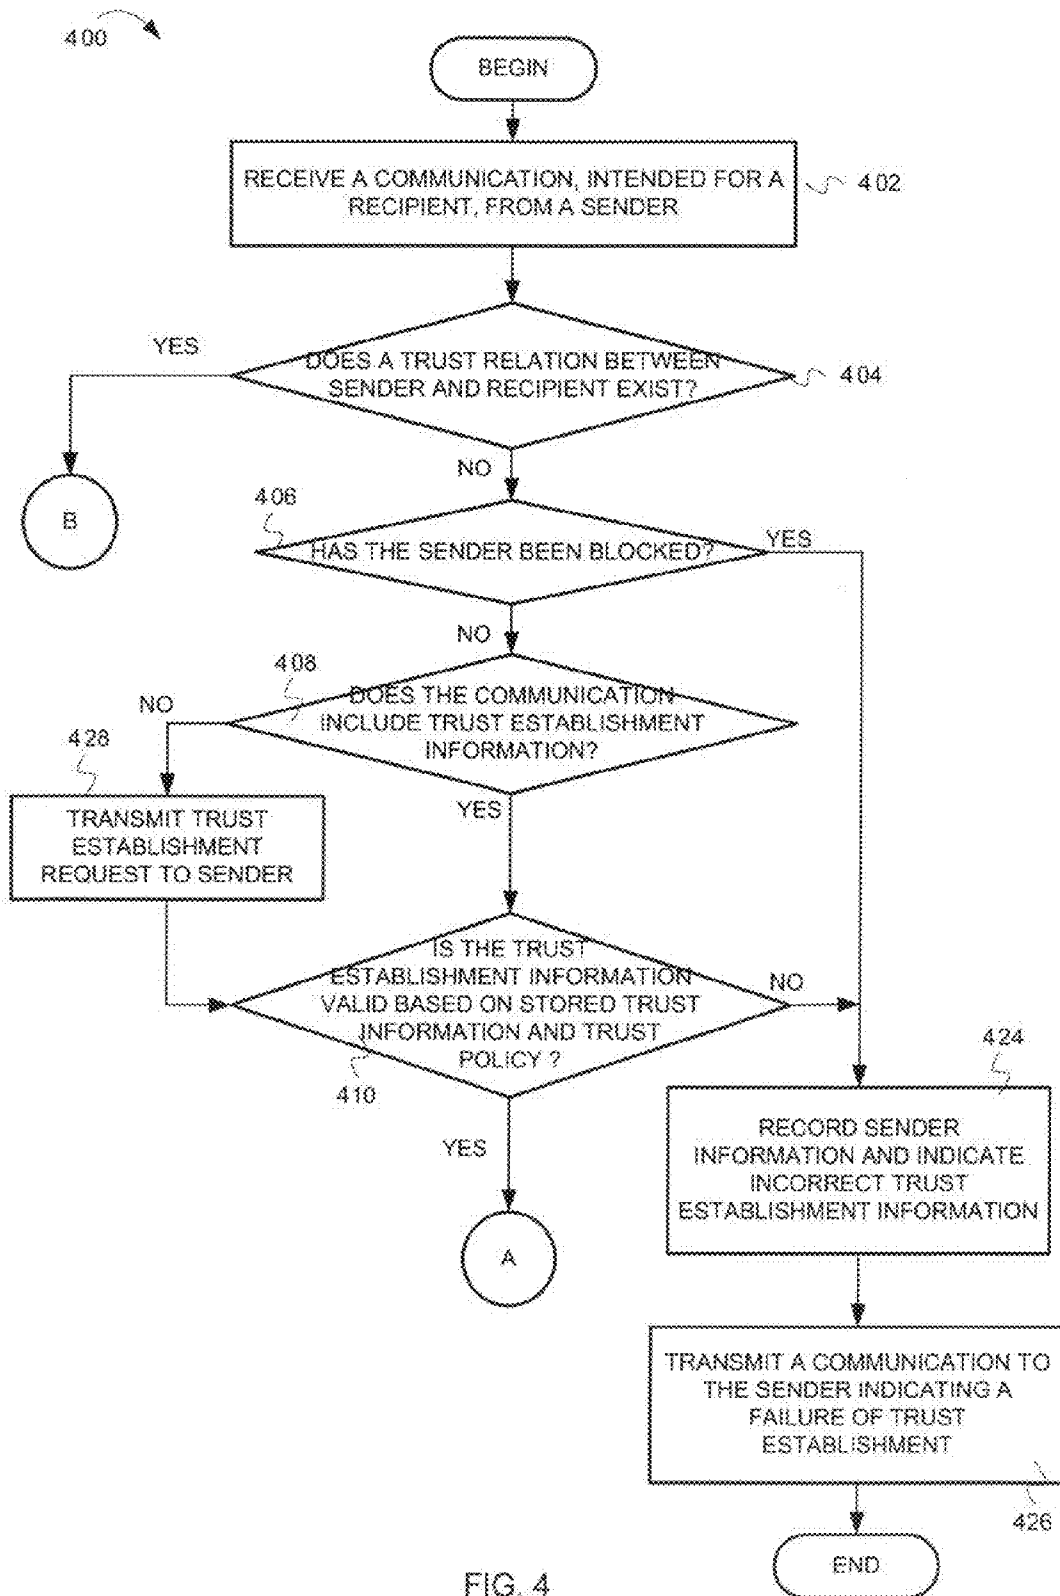 400
BEGIN
RECEIVE A COMMUNICATION, INTENDED FOR A
RECIPIENT, FROM A SENDER
402
YES
DOES A TRUST RELATION BETWEEN
SENDER AND RECIPIENT EXIST?
404
NO
B
406
HAS THE SENDER BEEN BLOCKED?
YES
NO
408
DOES THE COMMUNICATION
INCLUDE TRUST ESTABLISHMENT
INFORMATION?
NO
428
YES
TRANSMIT TRUST
ESTABLISHMENT
REQUEST TO SENDER
IS THE TRUST
ESTABLISHMENT INFORMATION
VALID BASED ON STORED TRUST
INFORMATION AND TRUST
POLICY ?
NO
410
424
YES
RECORD SENDER
INFORMATION AND INDICATE
INCORRECT TRUST
ESTABLISHMENT INFORMATION
A
TRANSMIT A COMMUNICATION TO
THE SENDER INDICATING A
FAILURE OF TRUST
ESTABLISHMENT
426
END
FIG. 4